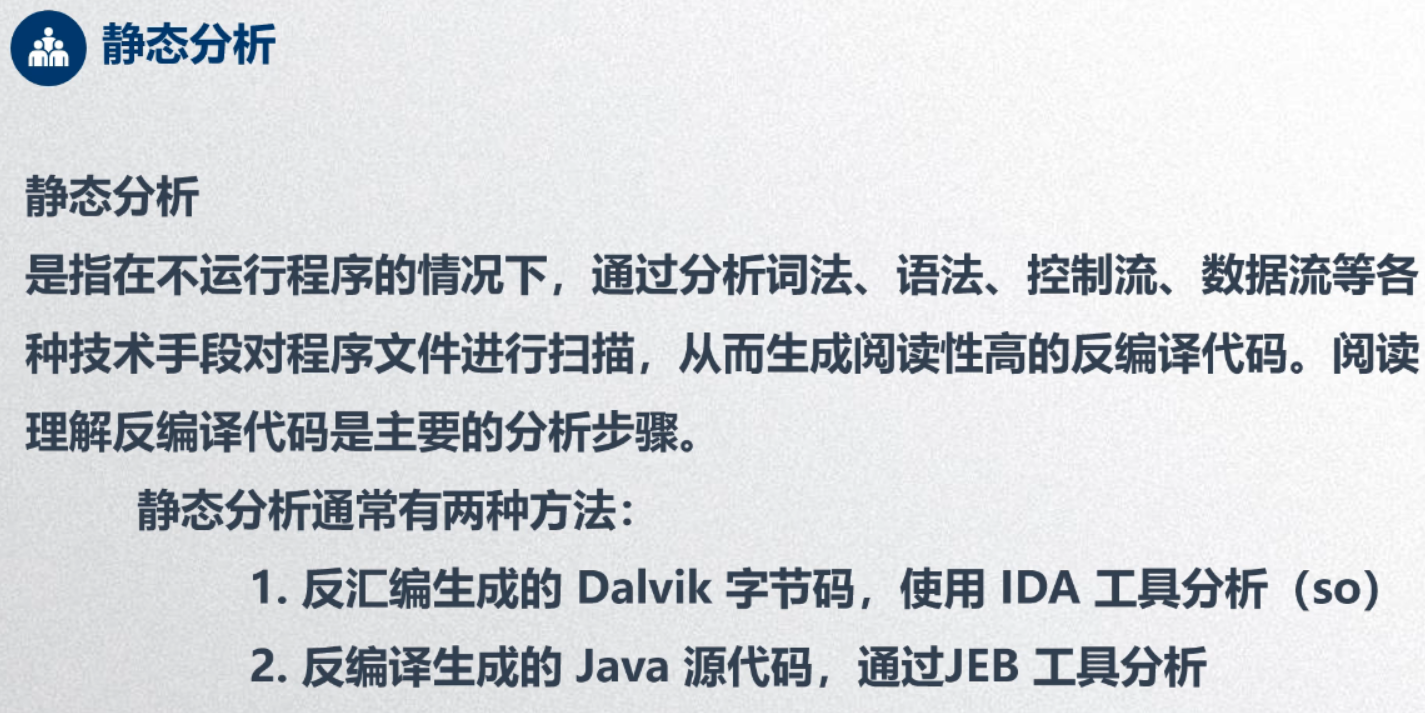 静态分析
静态分析
是指在不运行程序的情况下，通过分析词法、语法、控制流、数据流等各
种技术手段对程序文件进行扫描，从而生成阅读性高的反编译代码。阅读
理解反编译代码是主要的分析步骤。
静态分析通常有两种方法：
1. 反汇编生成的 Dalvik 字节码，使用 IDA 工具分析（so）
2. 反编译生成的 Java 源代码，通过JEB 工具分析